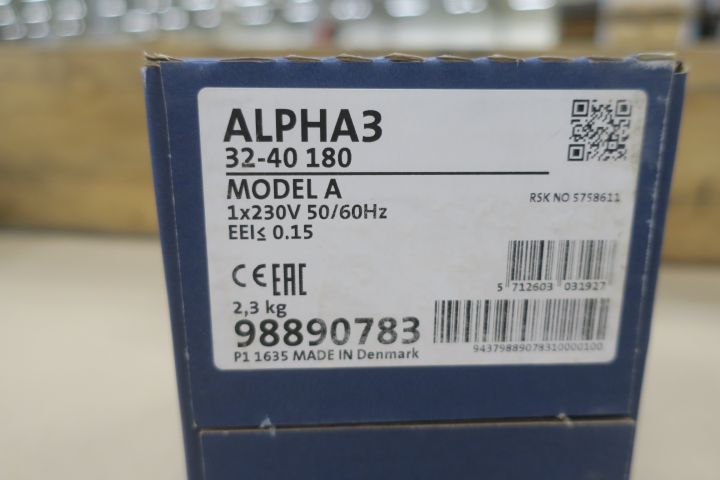 ALPHA3
32-40 180
MODEL A
1x230V 50/60Hz
EEI≤ 0.15
RSK NO 5758611
CE EAC
5 712603 031927
2,3 kg
98890783
94379889078310000100
P1 1635 MADE IN Denmark